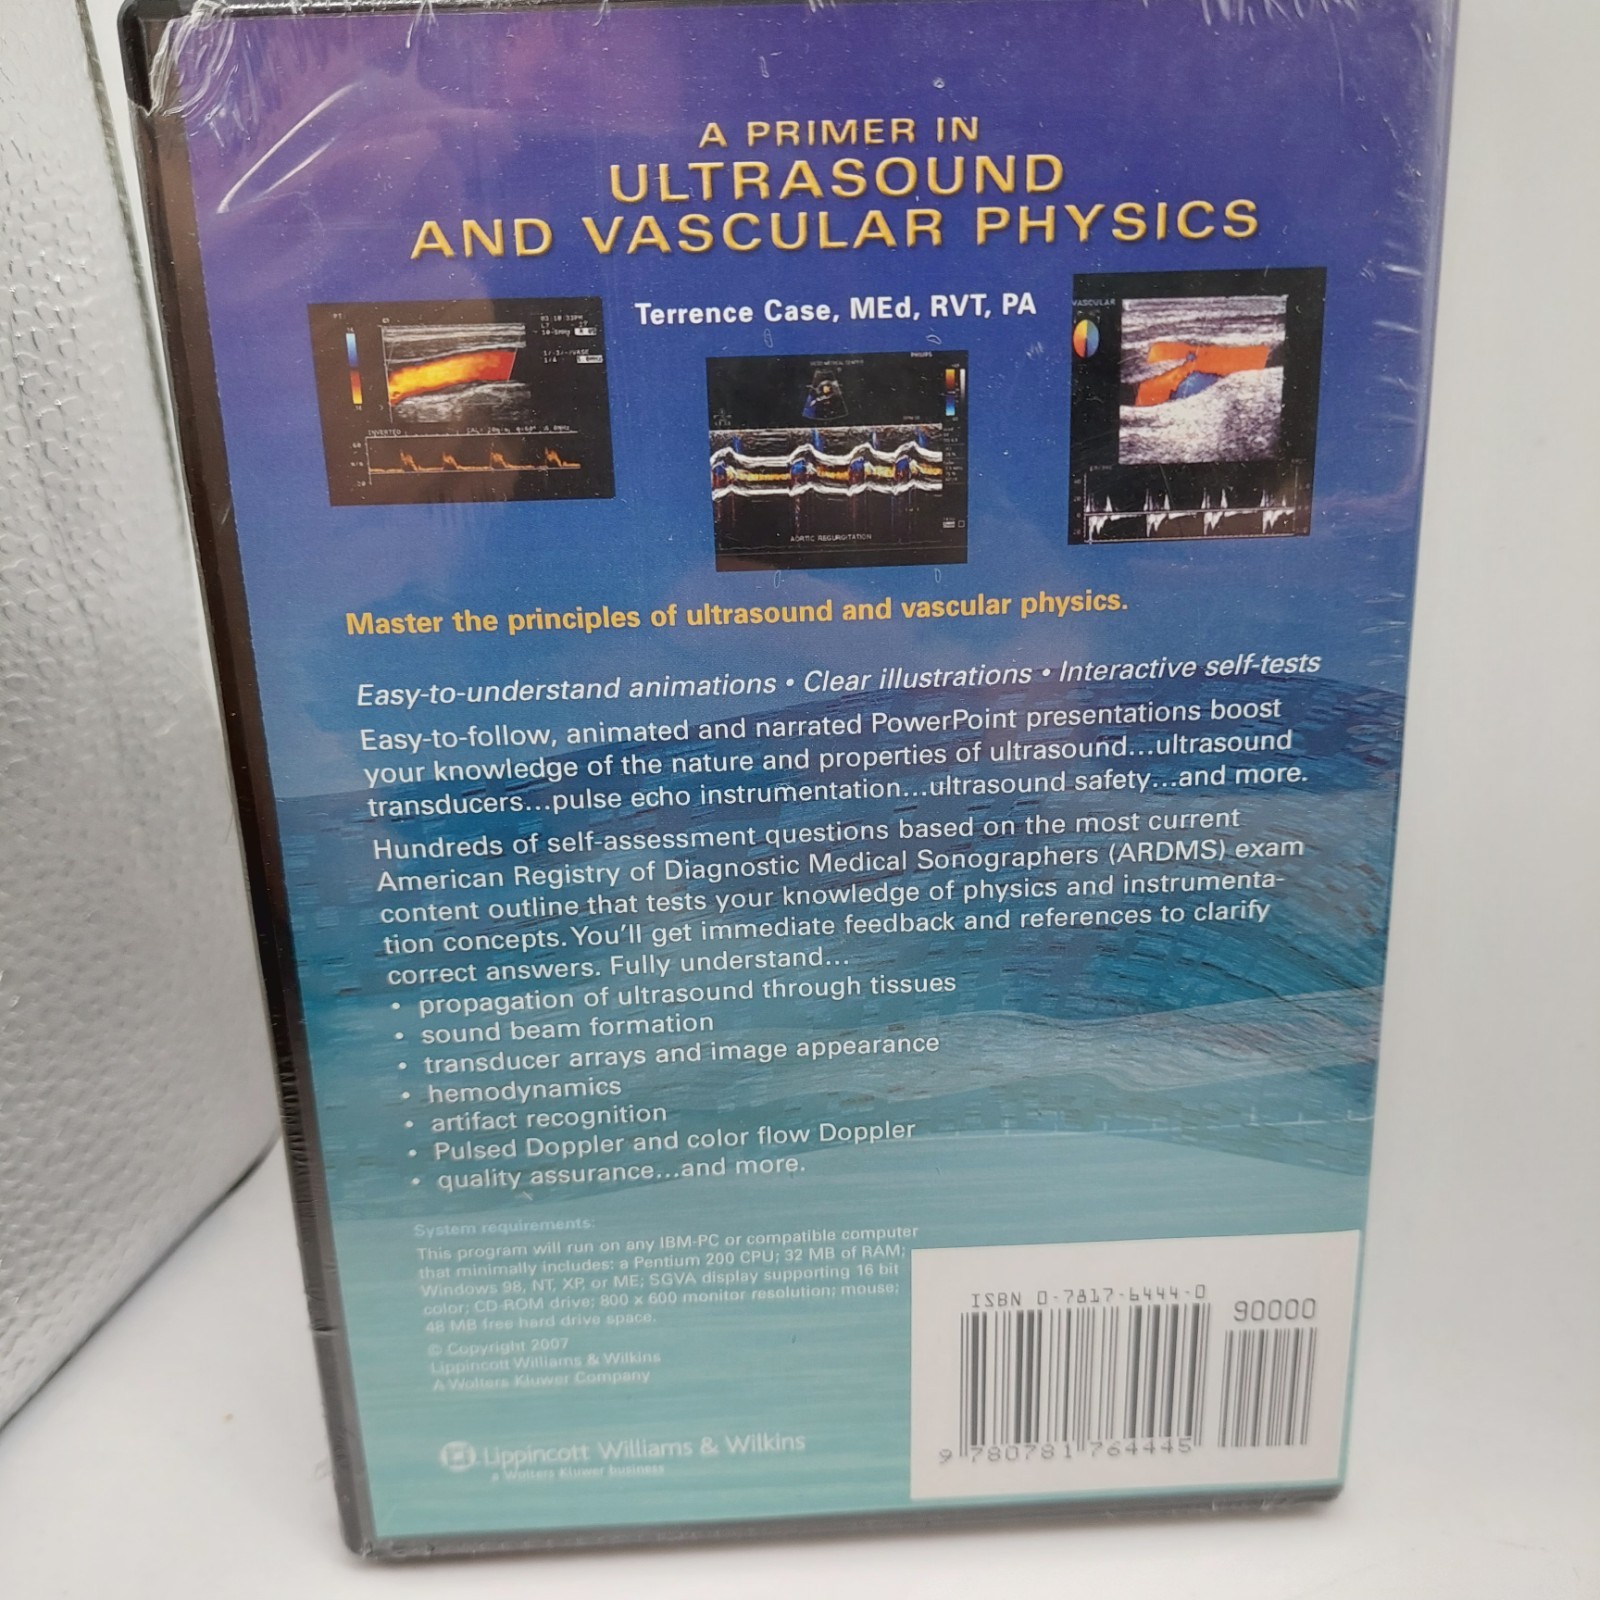 A PRIMER IN
ULTRASOUND
AND VASCULAR PHYSICS
Terrence Case, MEd, RVT, PA
VASCULAR
INVERTED
PHILIPS
AORTIC REGURGITATION
Master the principles of ultrasound and vascular physics.
Easy-to-understand animations • Clear illustrations • Interactive self-tests
Easy-to-follow, animated and narrated PowerPoint presentations boost
your knowledge of the nature and properties of ultrasound...ultrasound
transducers...pulse echo instrumentation...ultrasound safety...and more.
Hundreds of self-assessment questions based on the most current
American Registry of Diagnostic Medical Sonographers (ARDMS) exam
content outline that tests your knowledge of physics and instrumenta-
tion concepts. You'll get immediate feedback and references to clarify
correct answers. Fully understand...
• propagation of ultrasound through tissues
• sound beam formation
• transducer arrays and image appearance
• hemodynamics
• artifact recognition
• Pulsed Doppler and color flow Doppler
• quality assurance...and more.
System requirements:
This program will run on any IBM-PC or compatible computer
that minimally includes: a Pentium 200 CPU; 32 MB of RAM;
Windows 98, NT, XP, or ME; SGVA display supporting 16 bit
color; CD-ROM drive; 800 x 600 monitor resolution; mouse;
48 MB free hard drive space.
© Copyright 2007
Lippincott Williams & Wilkins
A Wolters Kluwer Company
Lippincott Williams & Wilkins
a Wolters Kluwer business
ISBN 0-7817-6444-0
90000
9 780781 764445